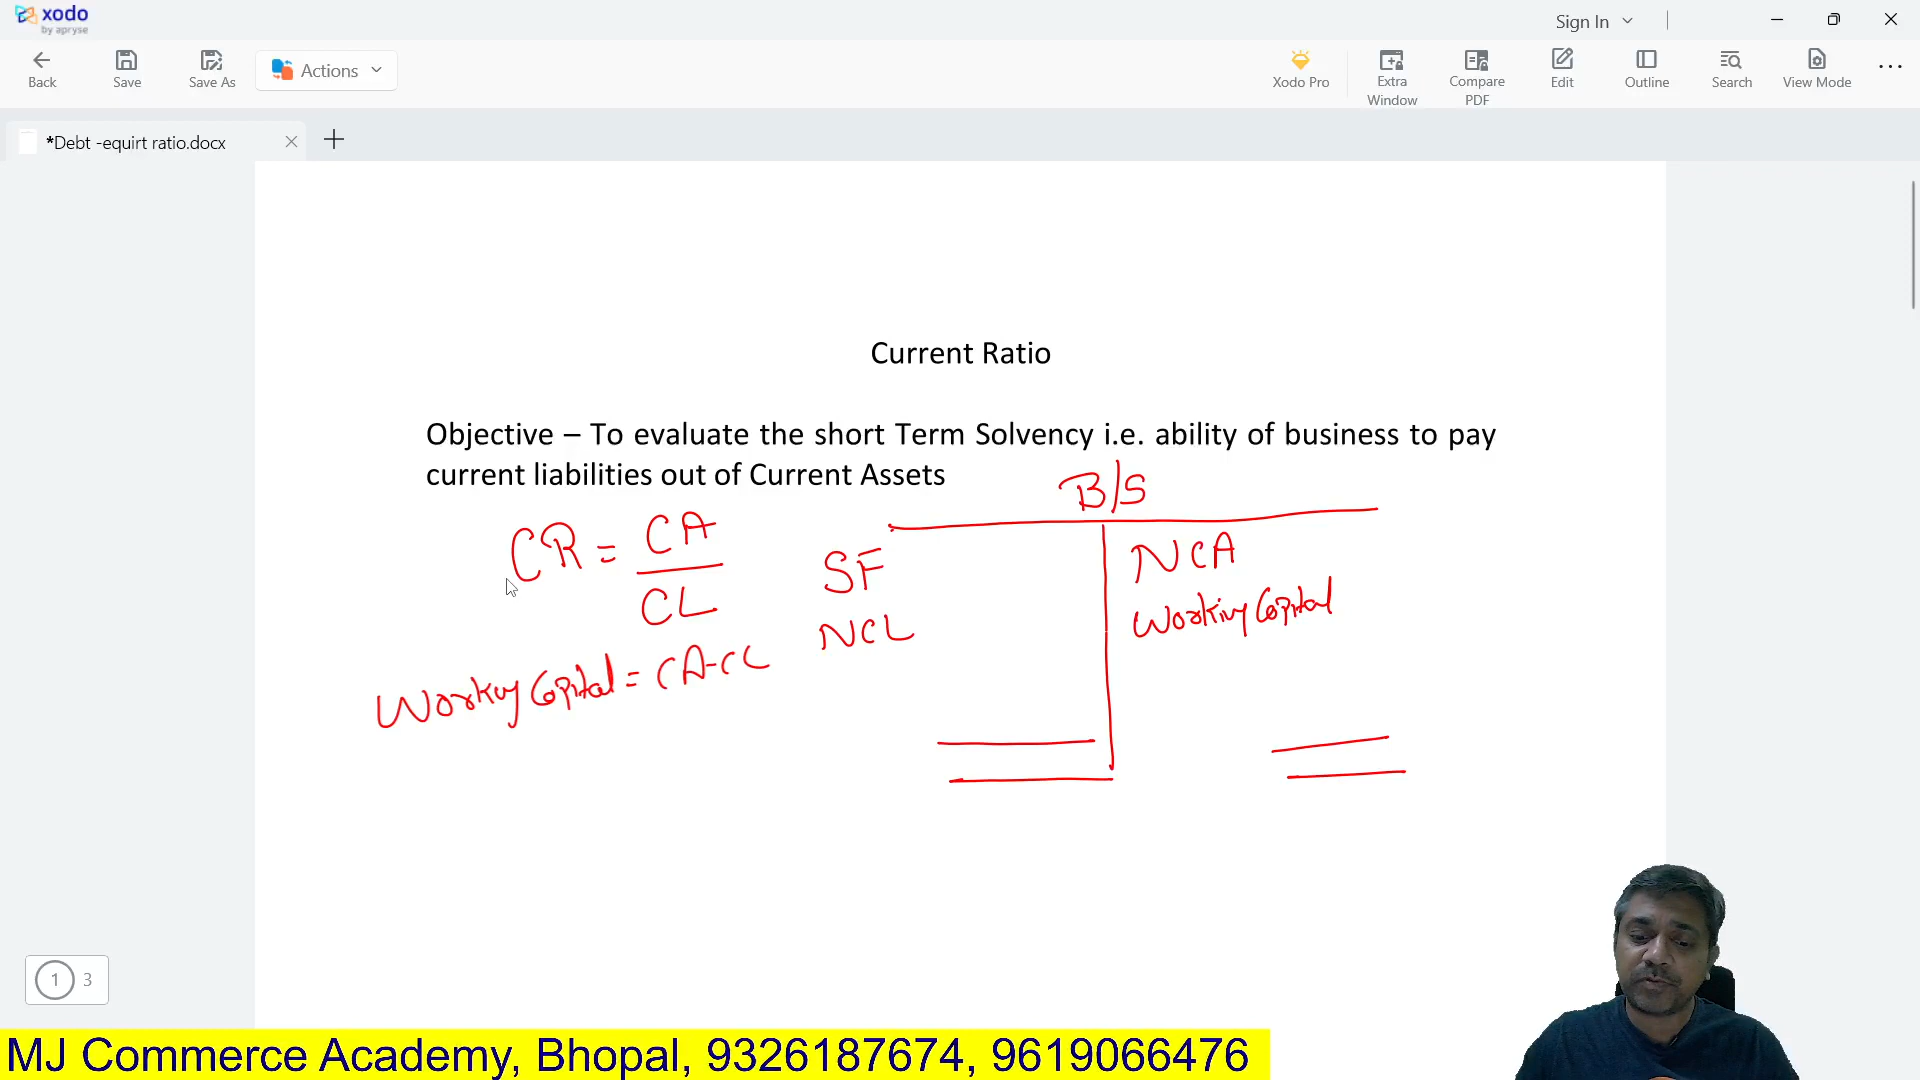 xodo
by apryse
Sign In
Back
Save
Save As
Actions
Xodo Pro
Extra Window
Compare PDF
Edit
Outline
Search
View Mode
*Debt -equirt ratio.docx
Current Ratio
Objective – To evaluate the short Term Solvency i.e. ability of business to pay
current liabilities out of Current Assets
B/S
CR = CA
CL
SF
NCL
NCA
Working Capital
Working Capital = CA-CL
1 3
MJ Commerce Academy, Bhopal, 9326187674, 9619066476